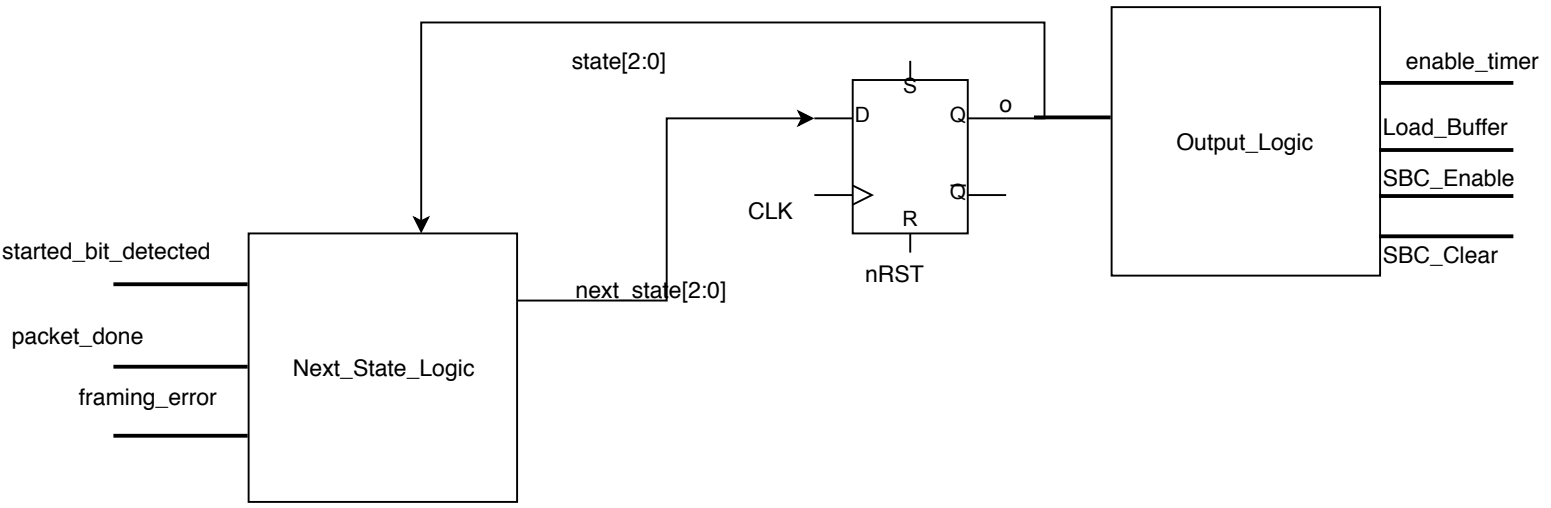 state[2:0]
enable_timer
S
D
Q
o
Load_Buffer
Output_Logic
SBC_Enable
Q
CLK
R
started_bit_detected
SBC_Clear
nRST
next_state[2:0]
packet_done
Next_State_Logic
framing_error